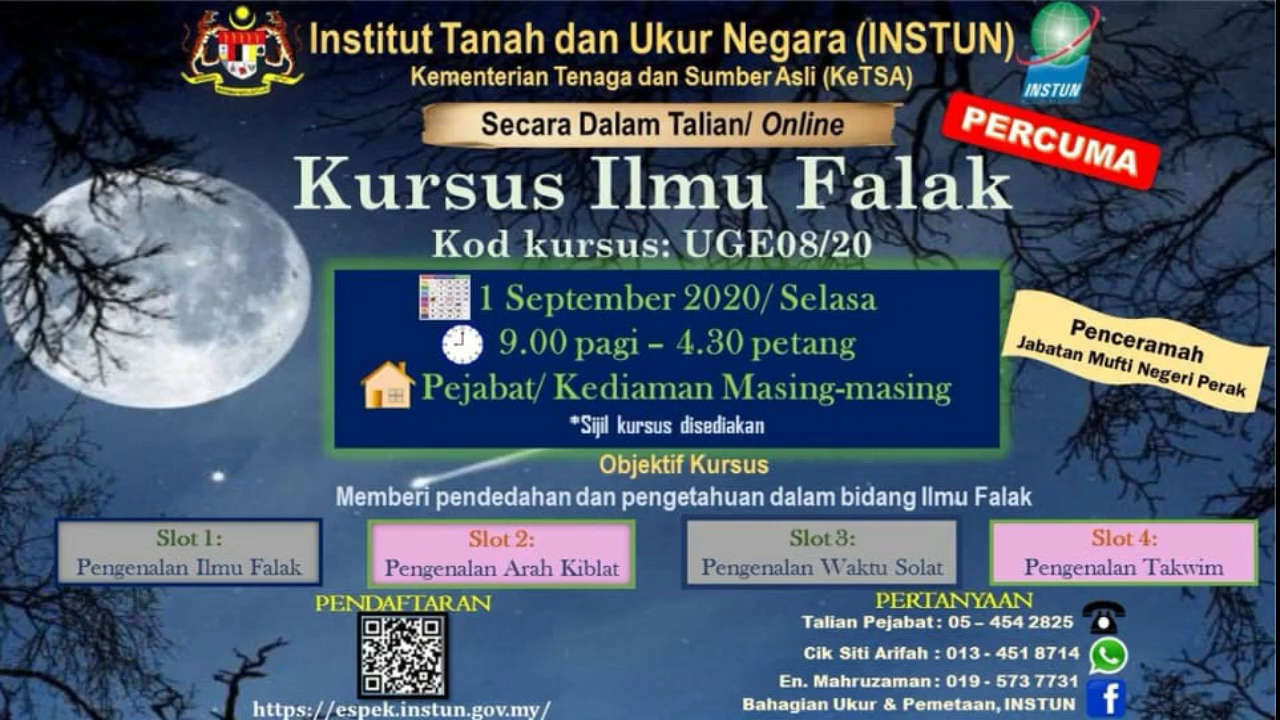 Institut Tanah dan Ukur Negara (INSTUN)
Kementerian Tenaga dan Sumber Asli (KeTSA)
INSTUN
Secara Dalam Talian/ Online
PERCUMA
Kursus Ilmu Falak
Kod kursus: UGE08/20
1 September 2020/ Selasa
9.00 pagi – 4.30 petang
Pejabat/ Kediaman Masing-masing
*Sijil kursus disediakan
Penceramah
Jabatan Mufti Negeri Perak
Objektif Kursus
Memberi pendedahan dan pengetahuan dalam bidang Ilmu Falak
Slot 1:
Pengenalan Ilmu Falak
Slot 2:
Pengenalan Arah Kiblat
Slot 3:
Pengenalan Waktu Solat
Slot 4:
Pengenalan Takwim
PENDAFTARAN
https://espek.instun.gov.my/
PERTANYAAN
Talian Pejabat : 05 – 454 2825
Cik Siti Arifah : 013 - 451 8714
En. Mahruzaman : 019 - 573 7731
Bahagian Ukur & Pemetaan, INSTUN